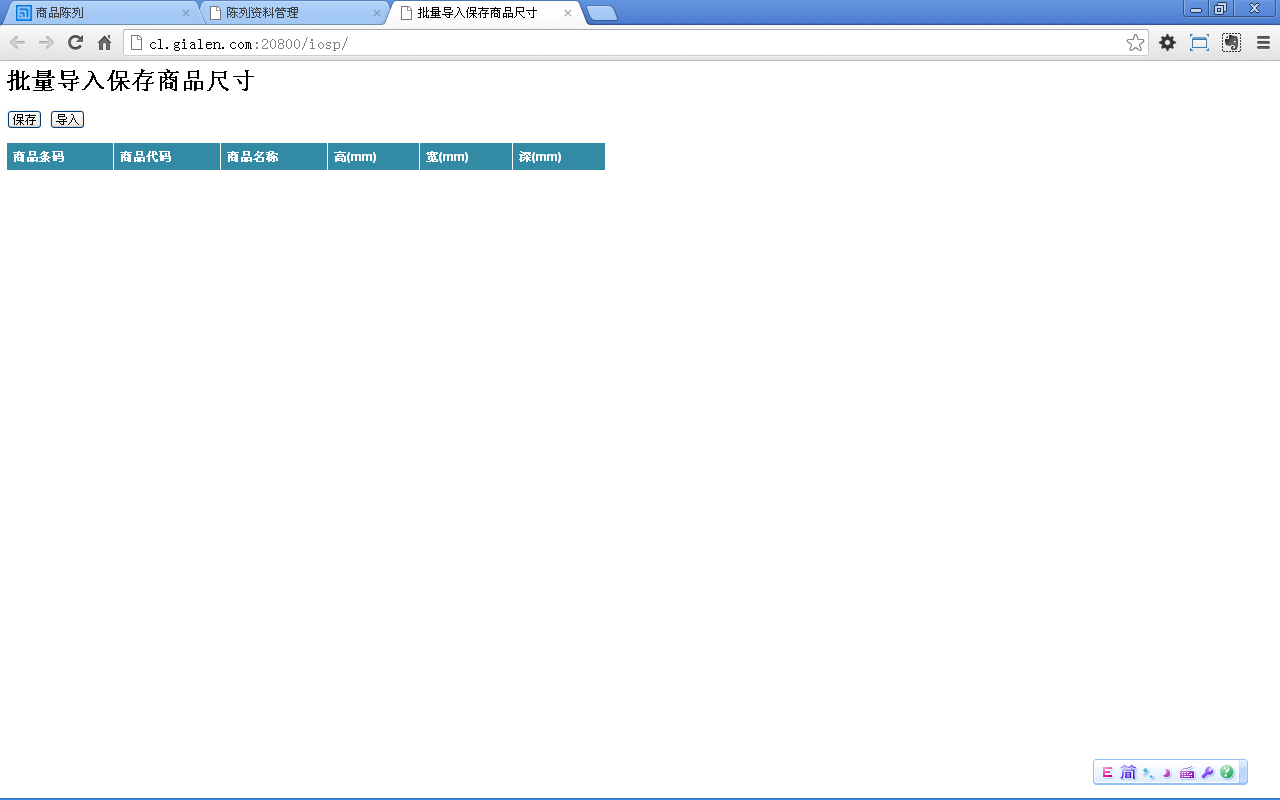 商品陈列
陈列资料管理
批量导入保存商品尺寸
cl.gialen.com:20800/iosp/
批量导入保存商品尺寸
保存 导入
商品条码 商品代码 商品名称 高(mm) 宽(mm) 深(mm)
E 简